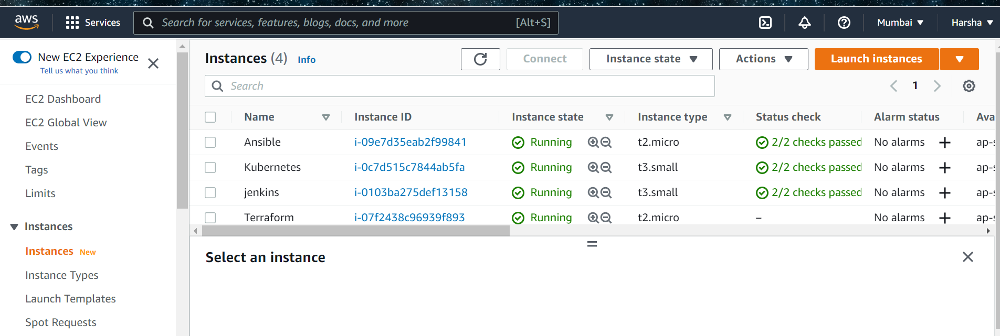 aws Services Search for services, features, blogs, docs, and more [Alt+S] Mumbai Harsha
New EC2 Experience
Tell us what you think
EC2 Dashboard
EC2 Global View
Events
Tags
Limits
Instances
Instances New
Instance Types
Launch Templates
Spot Requests
Instances (4) Info Connect Instance state Actions Launch instances
Search 1
Name Instance ID Instance state Instance type Status check Alarm status Ava
Ansible i-09e7d35eab2f99841 Running t2.micro 2/2 checks passed No alarms + ap-s
Kubernetes i-0c7d515c7844ab5fa Running t3.small 2/2 checks passed No alarms + ap-s
jenkins i-0103ba275def13158 Running t3.small 2/2 checks passed No alarms + ap-s
Terraform i-07f2438c96939f893 Running t2.micro – No alarms + ap-s
Select an instance